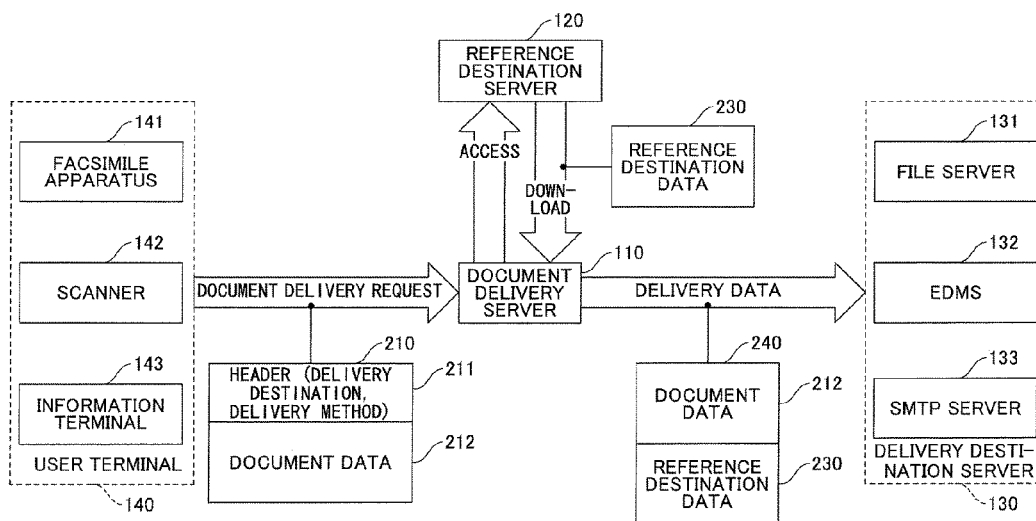 120
REFERENCE
DESTINATION
SERVER
141
FACSIMILE
APPARATUS
142
SCANNER
143
INFORMATION
TERMINAL
USER TERMINAL
140
ACCESS
DOWN-
LOAD
230
REFERENCE
DESTINATION
DATA
DOCUMENT DELIVERY REQUEST
110
DOCUMENT
DELIVERY
SERVER
DELIVERY DATA
210
HEADER (DELIVERY
DESTINATION,
DELIVERY METHOD)
211
DOCUMENT DATA
212
240
DOCUMENT
DATA
212
REFERENCE
DESTINATION DATA
230
131
FILE SERVER
132
EDMS
133
SMTP SERVER
DELIVERY DESTI-
NATION SERVER
130